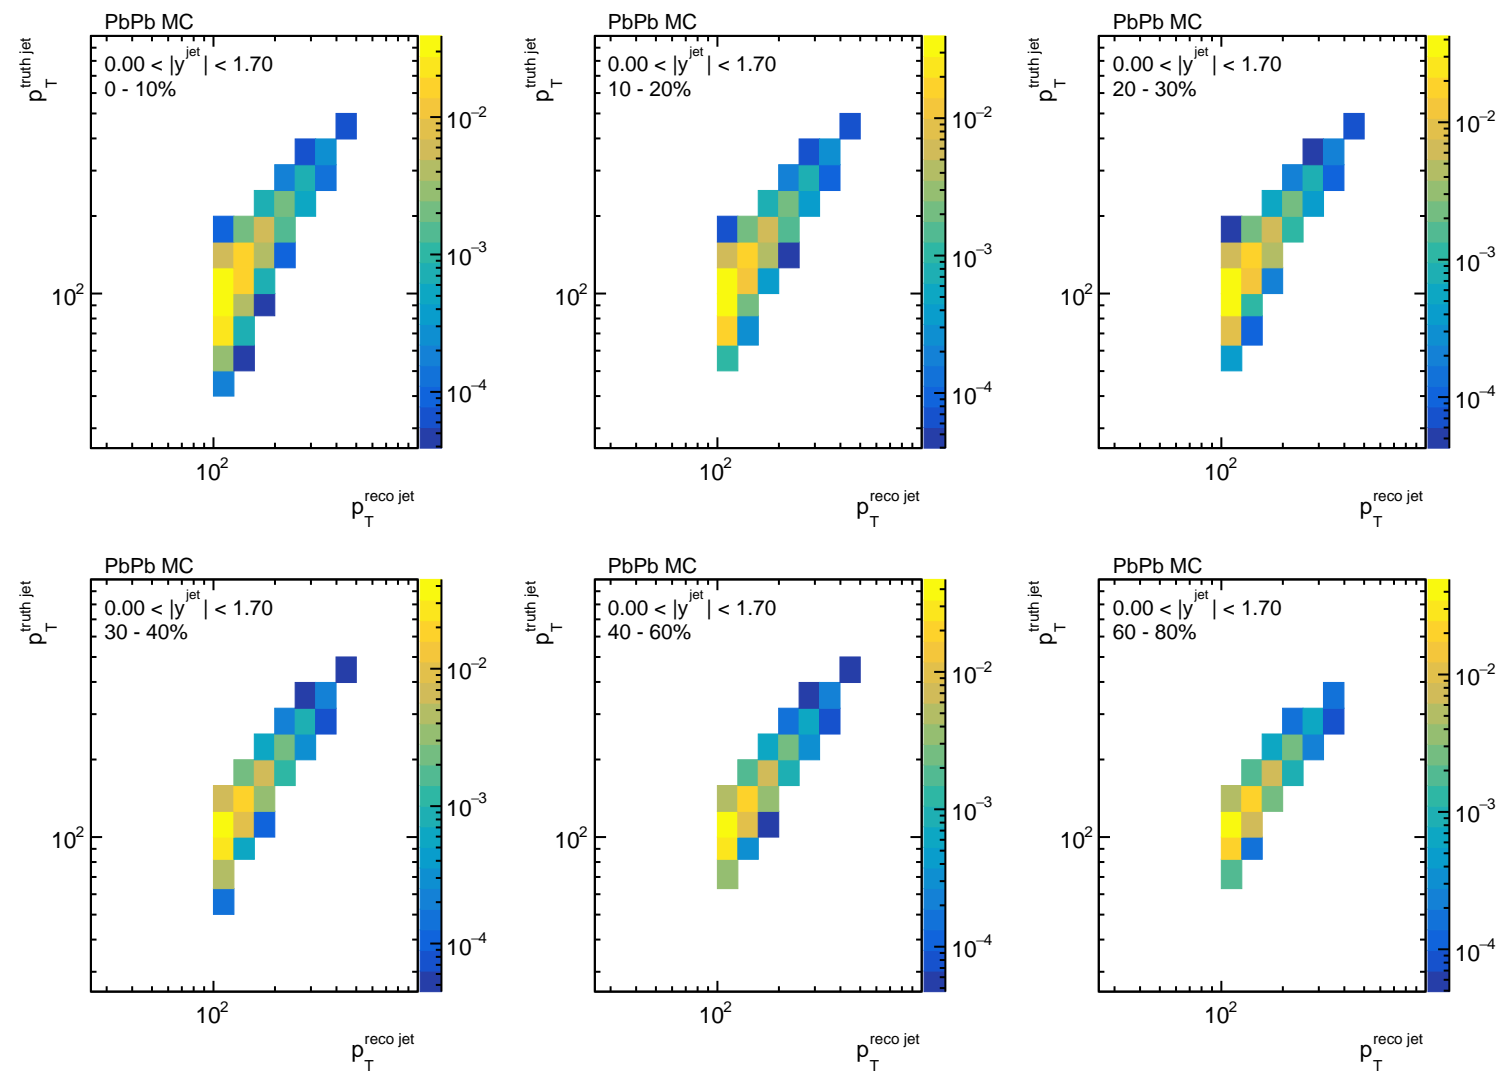 PbPb MC
0.00 < |y^jet| < 1.70
0 - 10%
p_T^truth jet
10^2
10^2
p_T^reco jet
10^−2
10^−3
10^−4
PbPb MC
0.00 < |y^jet| < 1.70
10 - 20%
p_T^truth jet
10^2
10^2
p_T^reco jet
10^−2
10^−3
10^−4
PbPb MC
0.00 < |y^jet| < 1.70
20 - 30%
p_T^truth jet
10^2
10^2
p_T^reco jet
10^−2
10^−3
10^−4
PbPb MC
0.00 < |y^jet| < 1.70
30 - 40%
p_T^truth jet
10^2
10^2
p_T^reco jet
10^−2
10^−3
10^−4
PbPb MC
0.00 < |y^jet| < 1.70
40 - 60%
p_T^truth jet
10^2
10^2
p_T^reco jet
10^−2
10^−3
10^−4
PbPb MC
0.00 < |y^jet| < 1.70
60 - 80%
p_T^truth jet
10^2
10^2
p_T^reco jet
10^−2
10^−3
10^−4